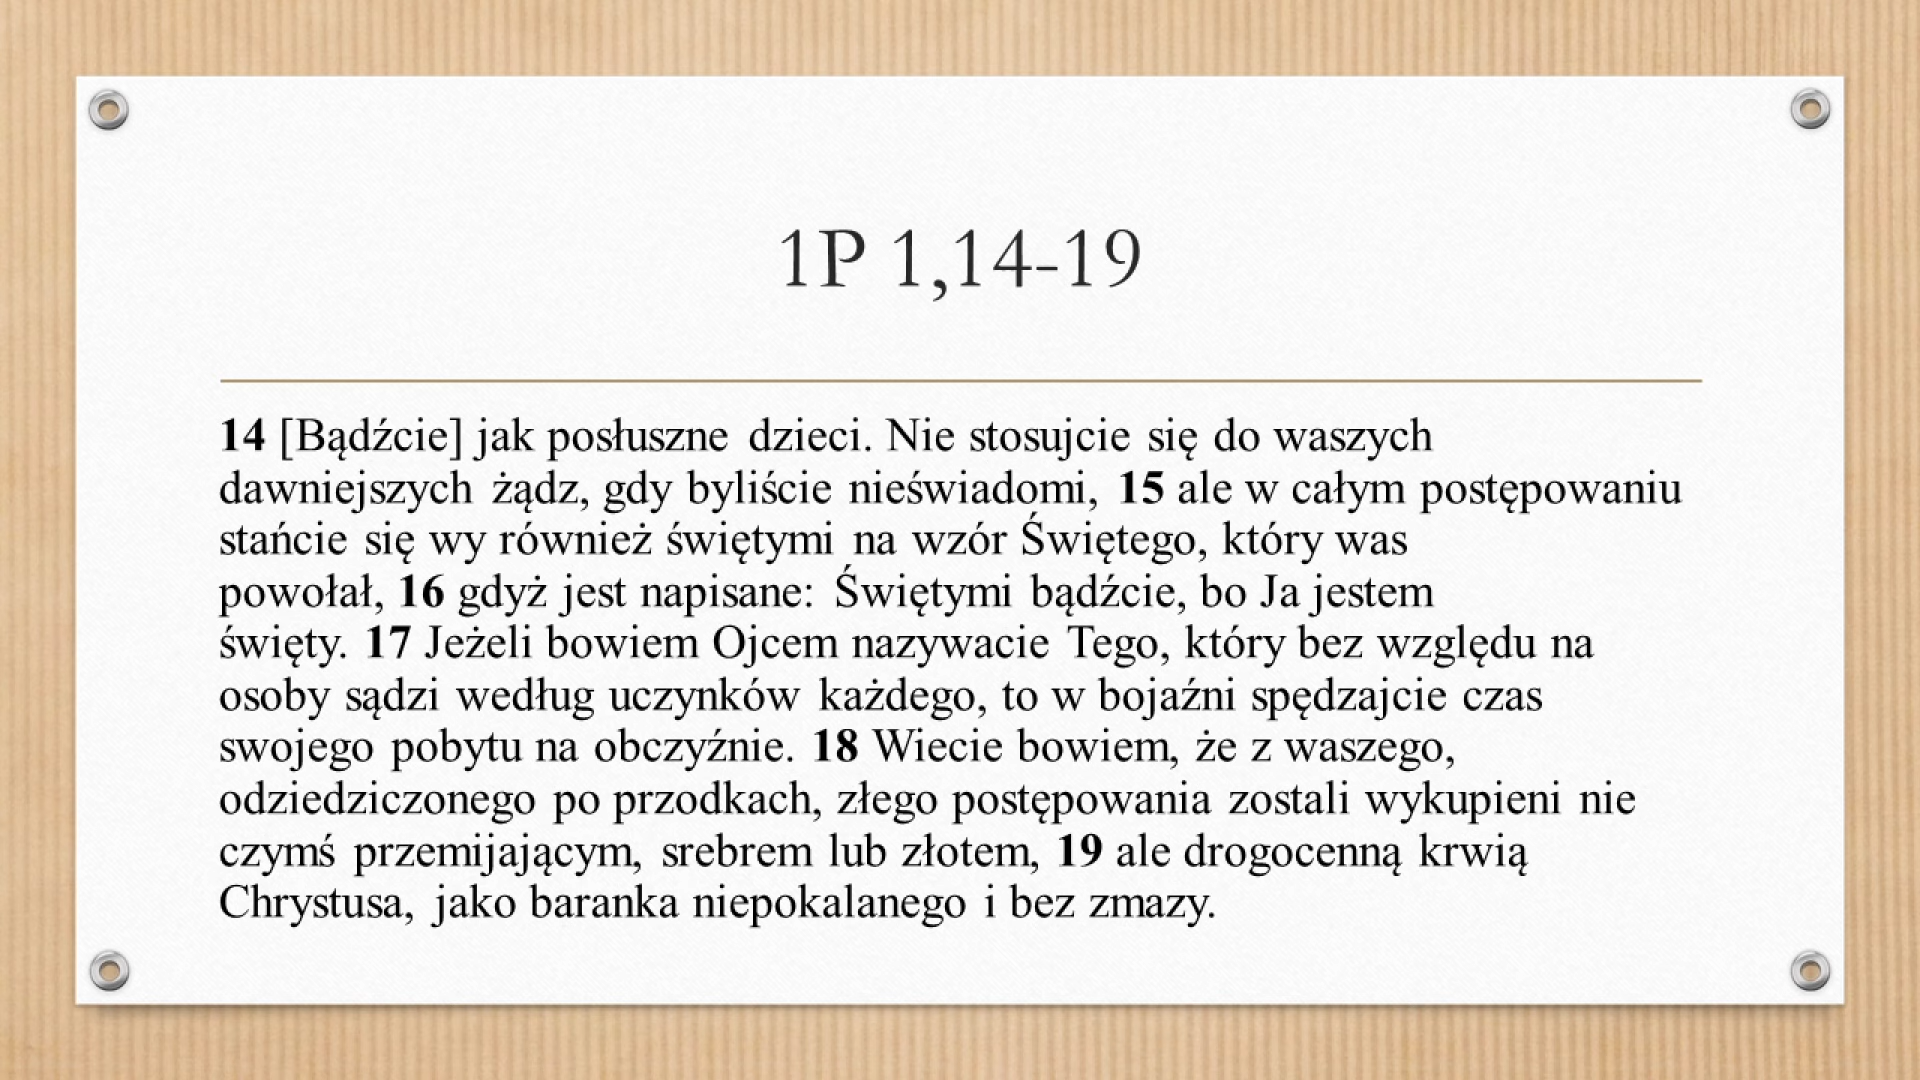 1P 1,14-19
14 [Bądźcie] jak posłuszne dzieci. Nie stosujcie się do waszych
dawniejszych żądz, gdy byliście nieświadomi, 15 ale w całym postępowaniu
stańcie się wy również świętymi na wzór Świętego, który was
powołał, 16 gdyż jest napisane: Świętymi bądźcie, bo Ja jestem
święty. 17 Jeżeli bowiem Ojcem nazywacie Tego, który bez względu na
osoby sądzi według uczynków każdego, to w bojaźni spędzajcie czas
swojego pobytu na obczyźnie. 18 Wiecie bowiem, że z waszego,
odziedziczonego po przodkach, złego postępowania zostali wykupieni nie
czymś przemijającym, srebrem lub złotem, 19 ale drogocenną krwią
Chrystusa, jako baranka niepokalanego i bez zmazy.